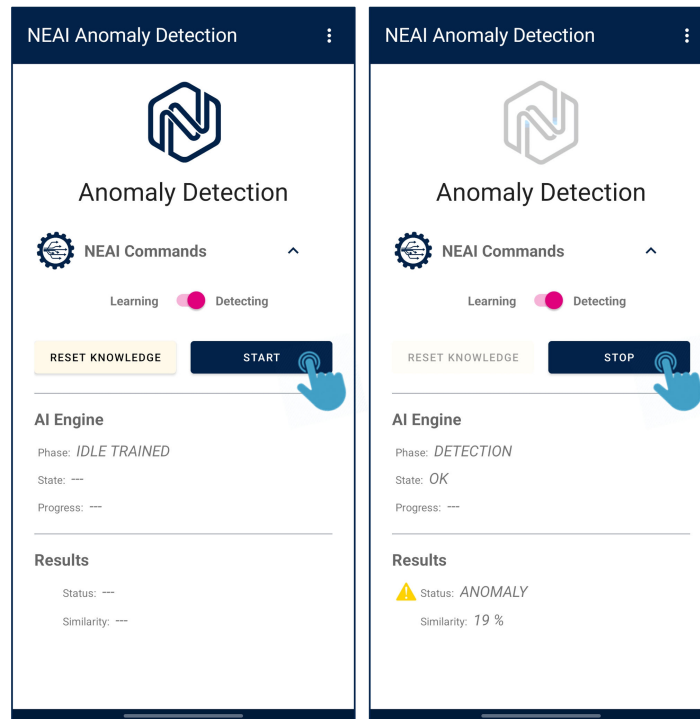 NEAI Anomaly Detection
Anomaly Detection
NEAI Commands
Learning Detecting
RESET KNOWLEDGE START
AI Engine
Phase: IDLE TRAINED
State: ---
Progress: ---
Results
Status: ---
Similarity: ---
NEAI Anomaly Detection
Anomaly Detection
NEAI Commands
Learning Detecting
RESET KNOWLEDGE STOP
AI Engine
Phase: DETECTION
State: OK
Progress: ---
Results
Status: ANOMALY
Similarity: 19 %